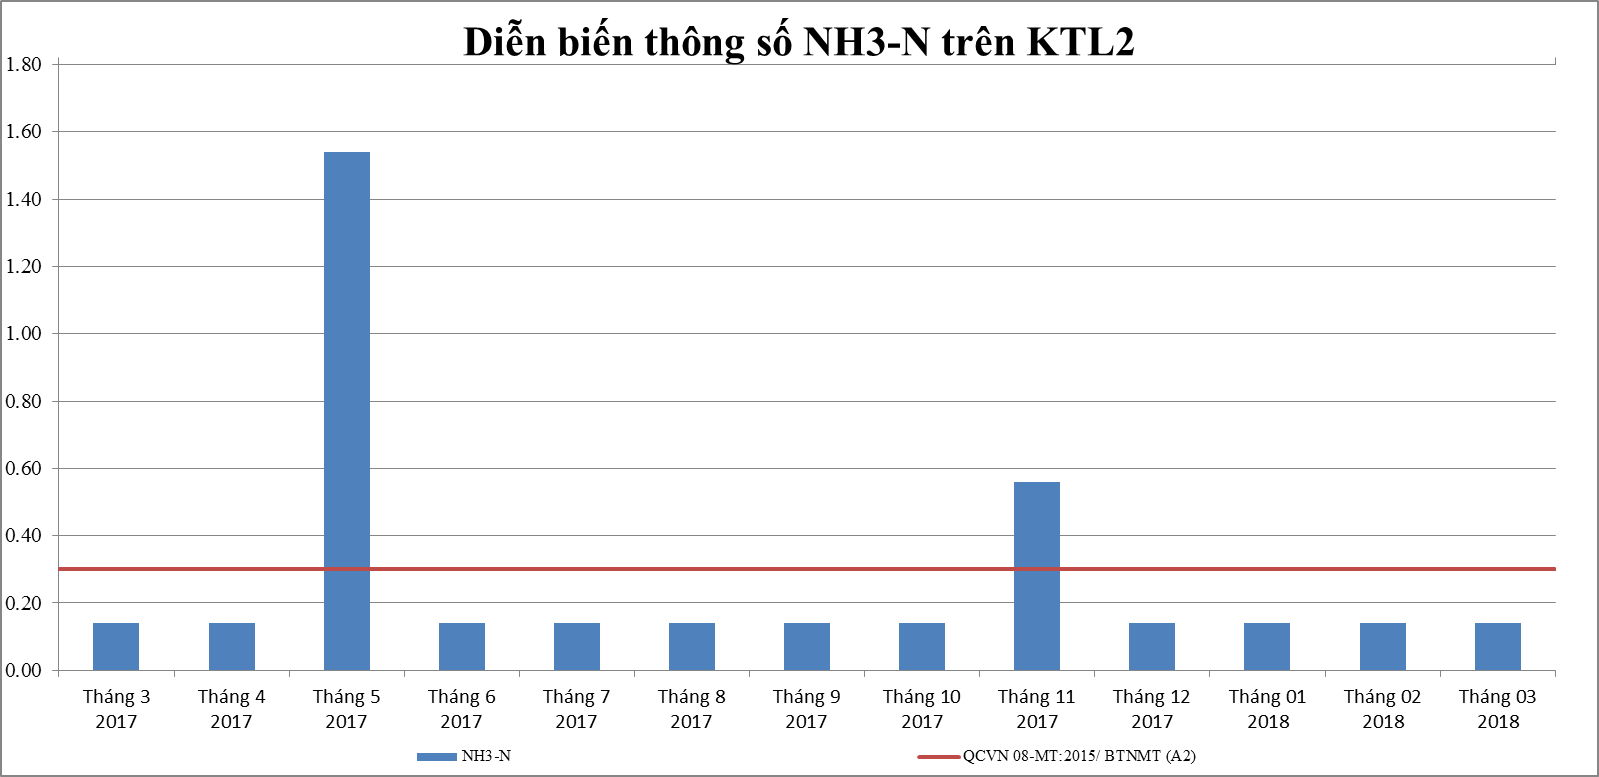 Diễn biến thông số NH3-N trên KTL2
1.80
1.60
1.40
1.20
1.00
0.80
0.60
0.40
0.20
0.00
Tháng 3 Tháng 4 Tháng 5 Tháng 6 Tháng 7 Tháng 8 Tháng 9 Tháng 10 Tháng 11 Tháng 12 Tháng 01 Tháng 02 Tháng 03
2017 2017 2017 2017 2017 2017 2017 2017 2017 2017 2018 2018 2018
NH3-N QCVN 08-MT:2015/ BTNMT (A2)